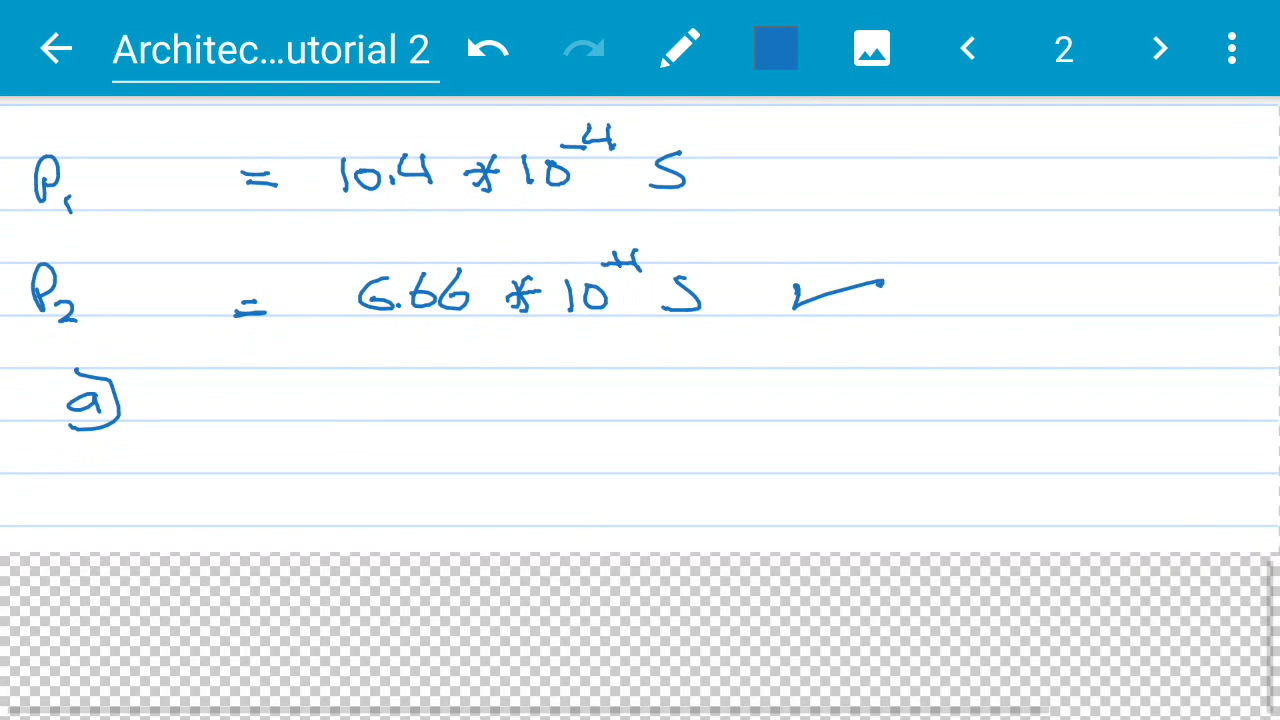 Architec...utorial 2
2
P₁ = 10.4 * 10⁻⁴ S
P₂ = 6.66 * 10⁻⁴ S ✓
a)